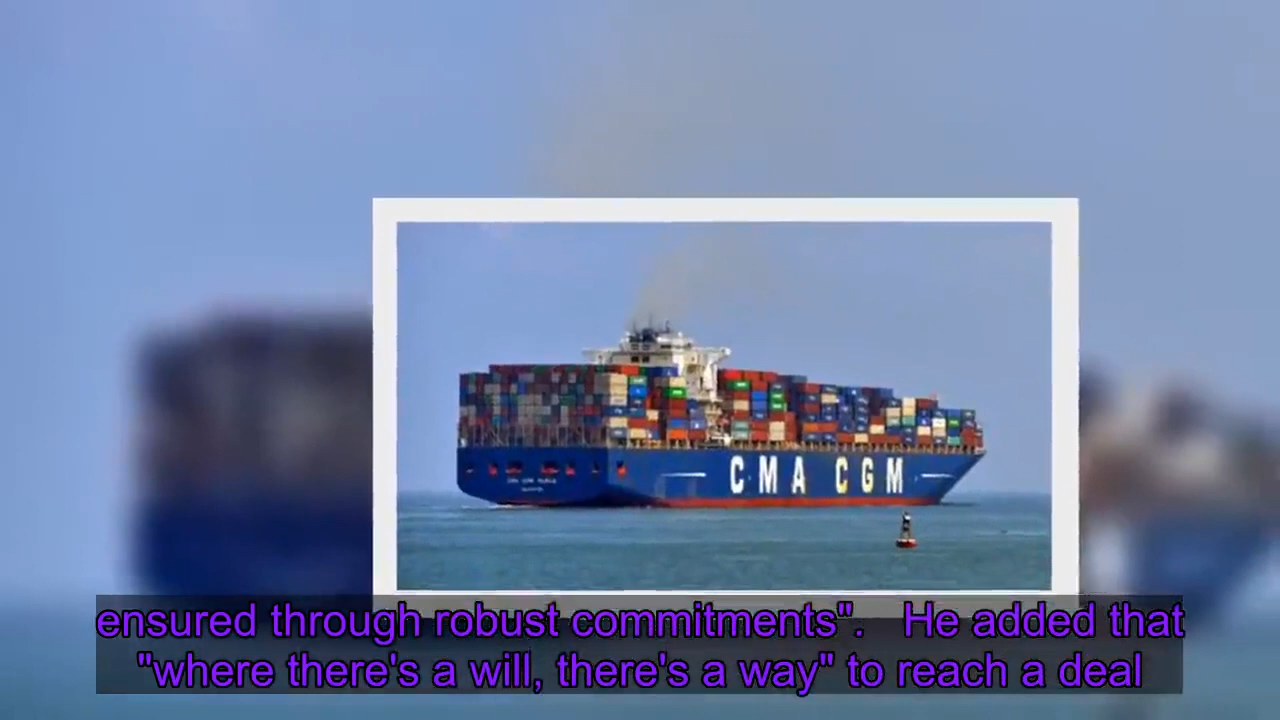 CMA CGM
ensured through robust commitments".   He added that
"where there's a will, there's a way" to reach a deal